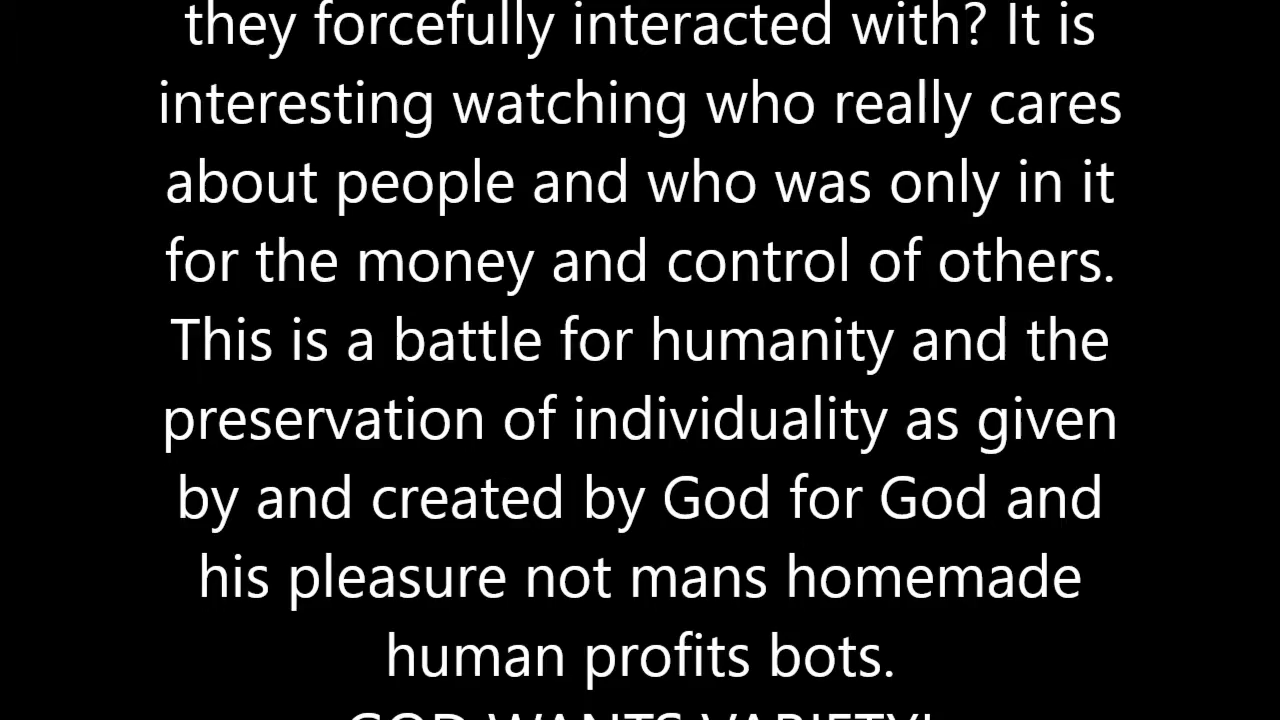 they forcefully interacted with? It is
interesting watching who really cares
about people and who was only in it
for the money and control of others.
This is a battle for humanity and the
preservation of individuality as given
by and created by God for God and
his pleasure not mans homemade
human profits bots.
GOD WANTS VARIETY!